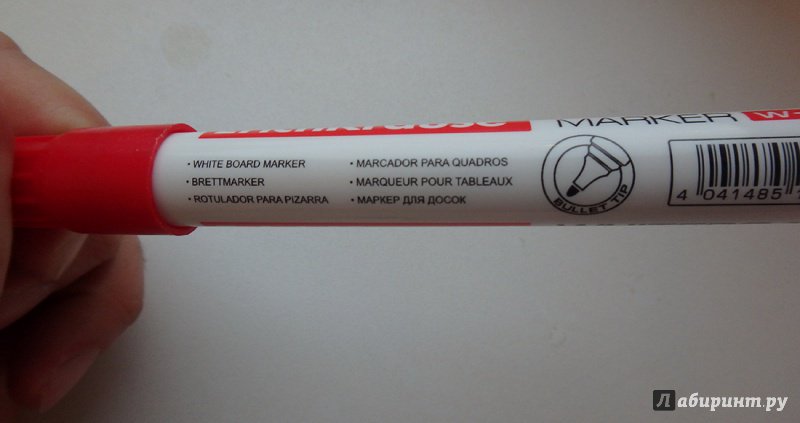 ErichKrause
MARKER W-
• WHITE BOARD MARKER
• BRETTMARKER
• ROTULADOR PARA PIZARRA
• MARCADOR PARA QUADROS
• MARQUEUR POUR TABLEAUX
• МАРКЕР ДЛЯ ДОСОК
BULLET TIP
4 041485
Лабиринт.ру